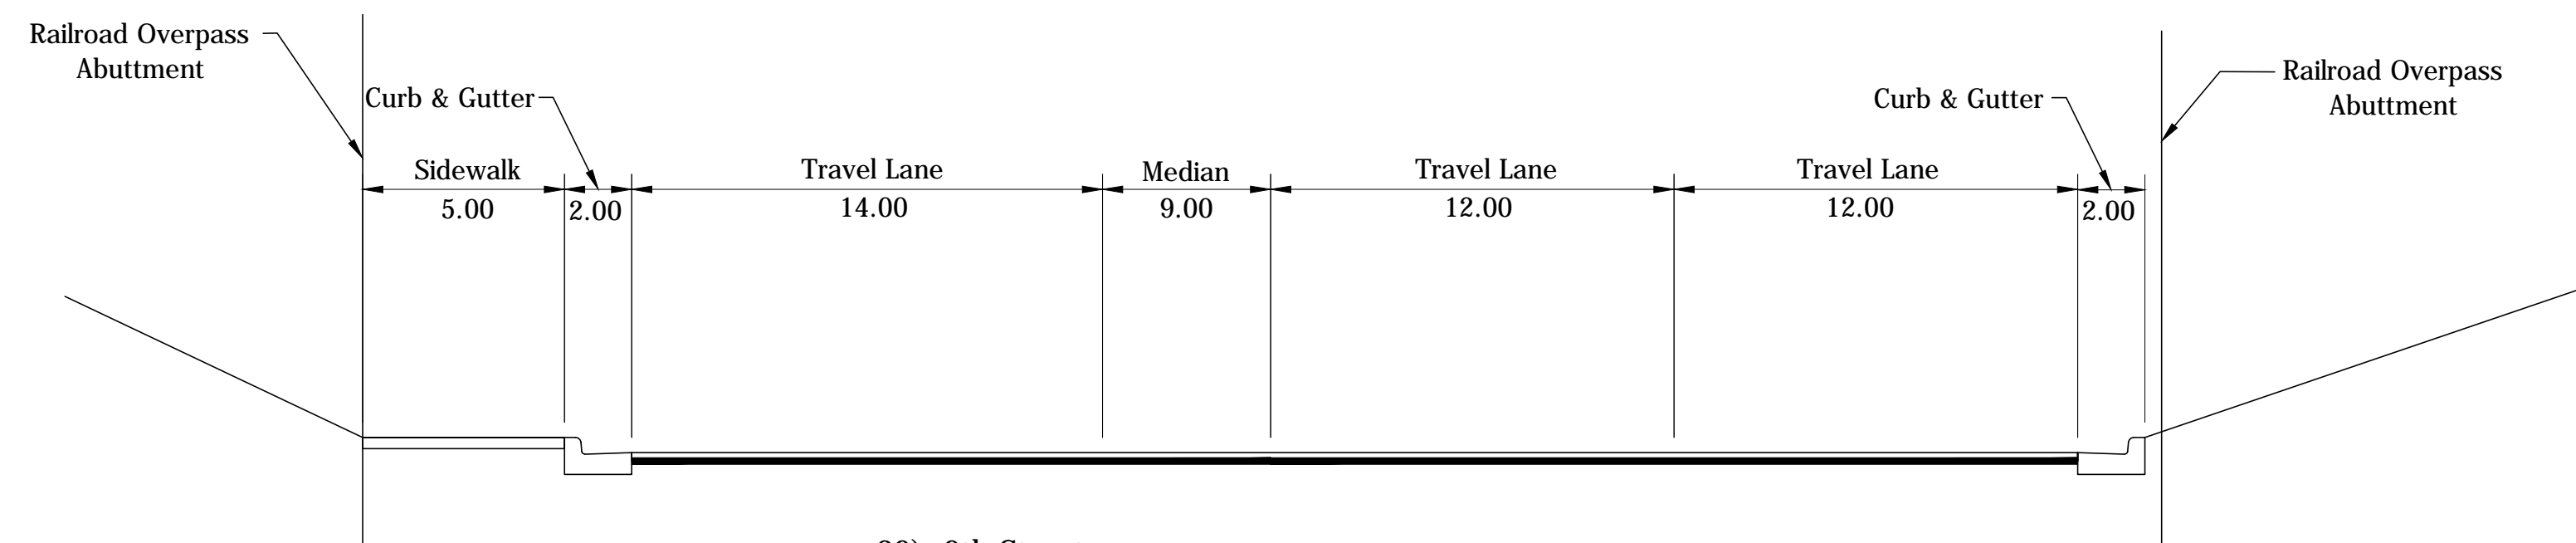 Railroad Overpass
Abuttment
Curb & Gutter
Curb & Gutter
Railroad Overpass
Abuttment
Sidewalk
Travel Lane
Median
Travel Lane
Travel Lane
5.00
2.00
14.00
9.00
12.00
12.00
2.00